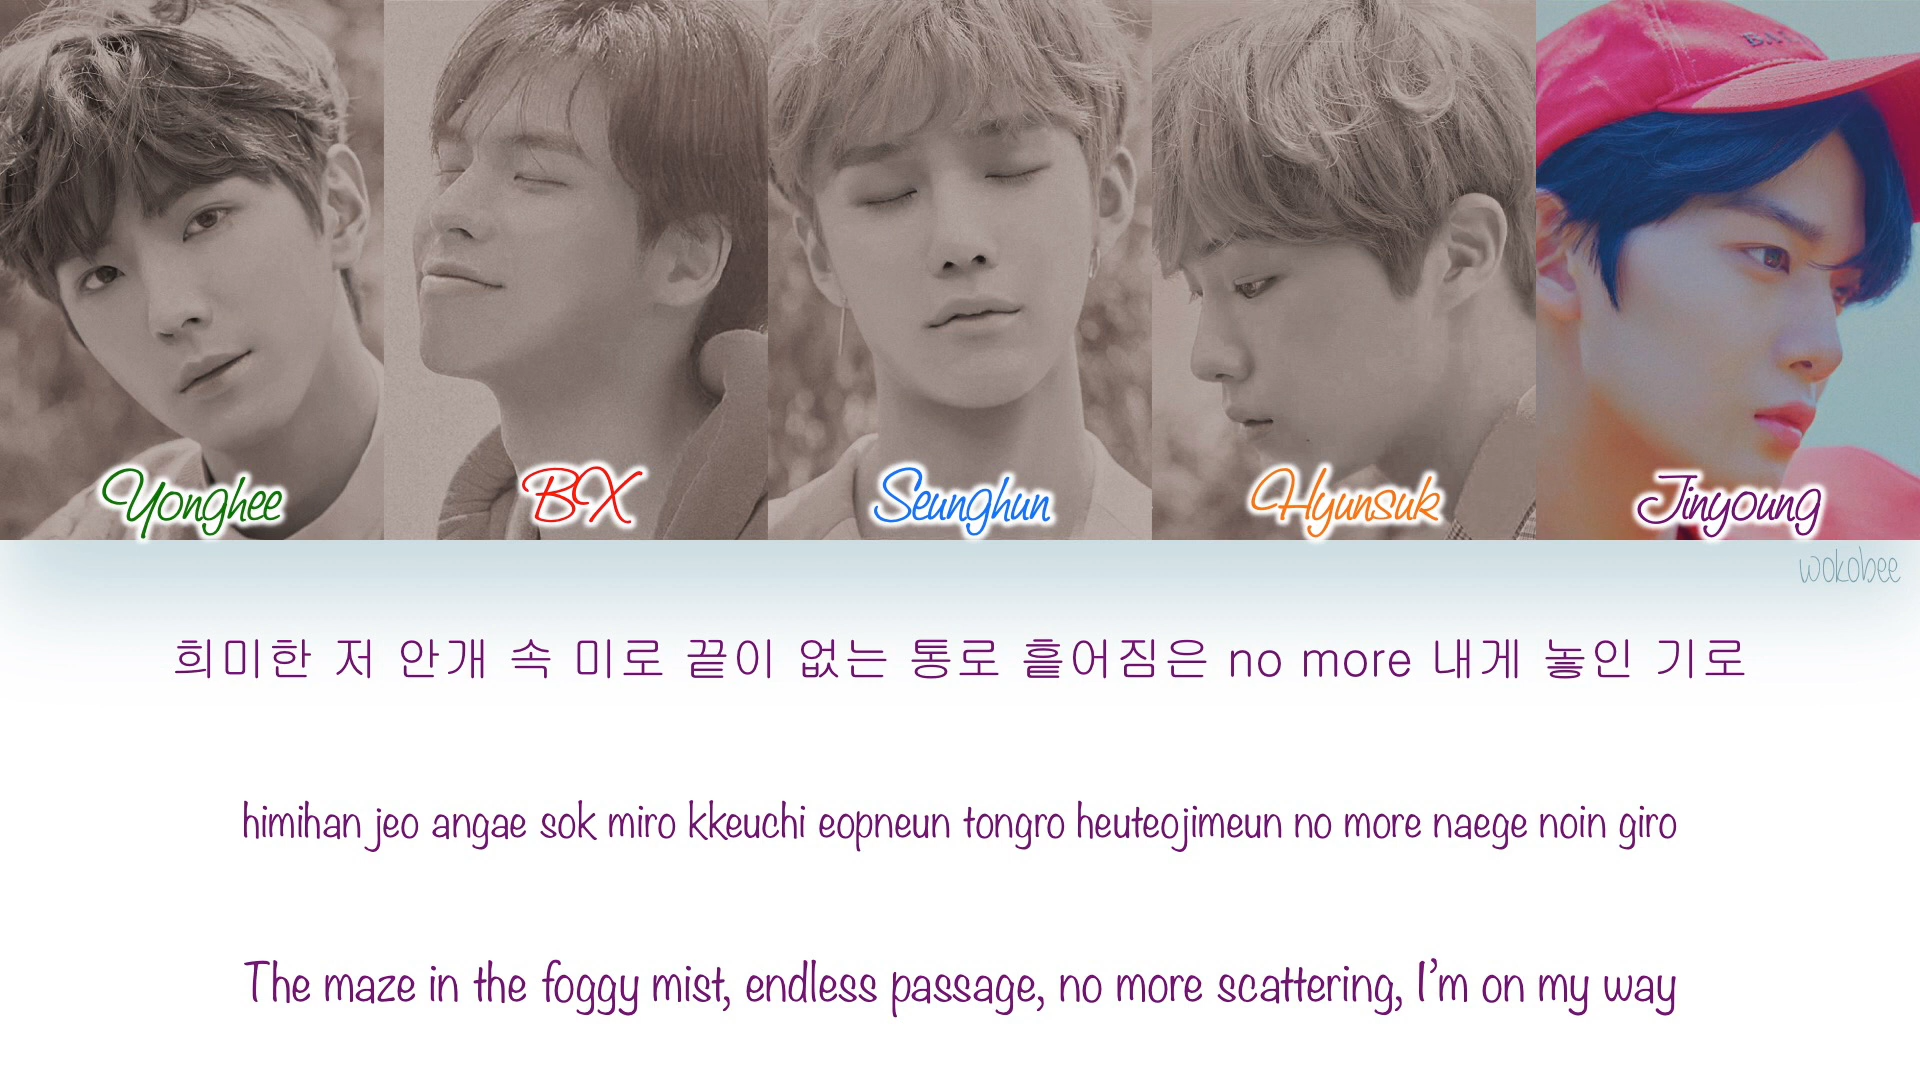 Yonghee
BX
Seunghun
Hyunsuk
Jinyoung
wokobee
희미한 저 안개 속 미로 끝이 없는 통로 흩어짐은 no more 내게 놓인 기로
himihan jeo angae sok miro kkeuchi eopneun tongro heuteojimeun no more naege noin giro
The maze in the foggy mist, endless passage, no more scattering, I'm on my way